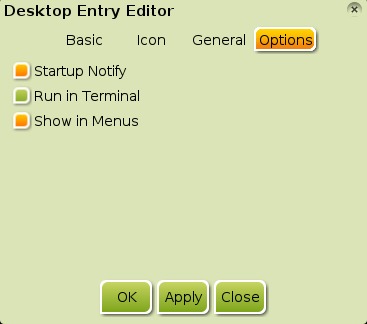 Desktop Entry Editor
Basic Icon General Options
Startup Notify
Run in Terminal
Show in Menus
OK Apply Close